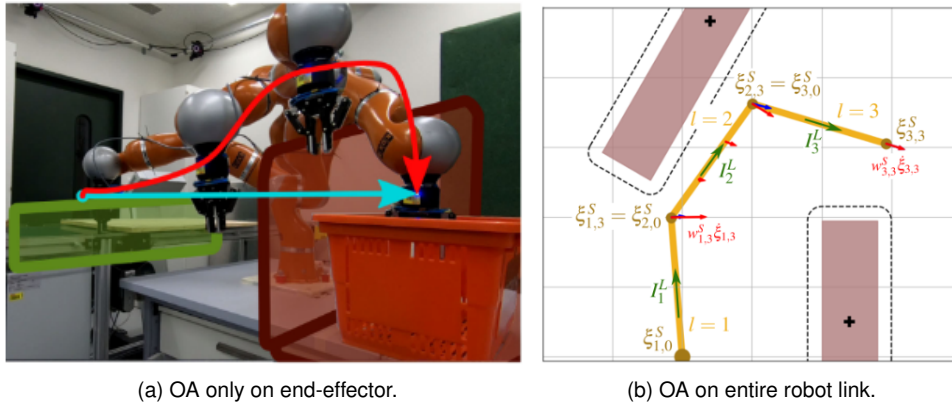 ξ^S_{2,3} = ξ^S_{3,0}
l = 2
l = 3
ξ^S_{3,3}
I^L_3
I^L_2
w^S_{3,3} ξ̇_{3,3}
ξ^S_{1,3} = ξ^S_{2,0}
w^S_{1,3} ξ̇_{1,3}
I^L_1
l = 1
ξ^S_{1,0}
(a) OA only on end-effector.
(b) OA on entire robot link.